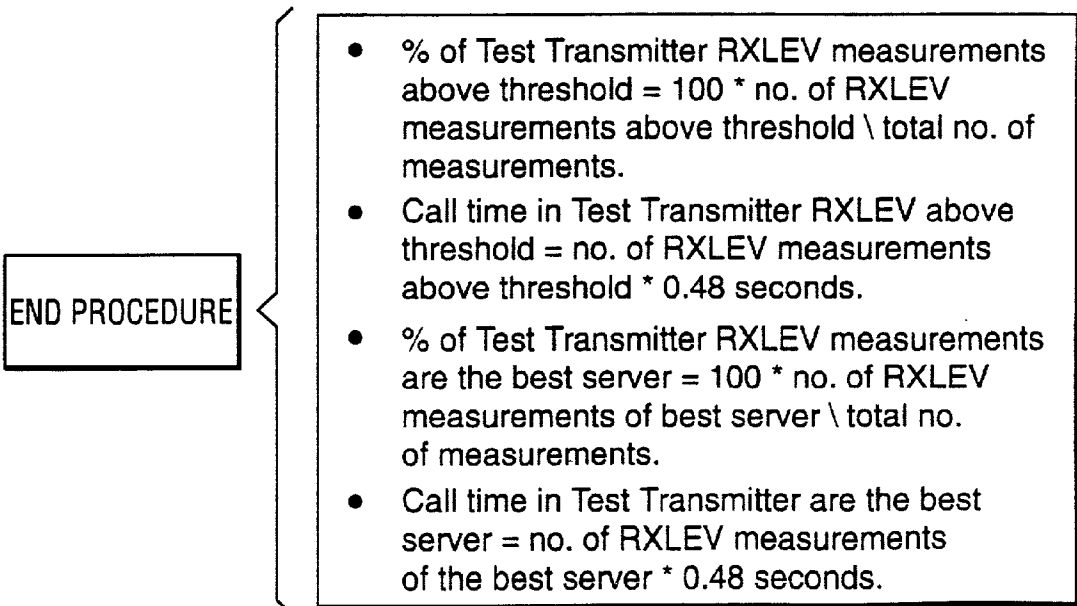 END PROCEDURE
• % of Test Transmitter RXLEV measurements
above threshold = 100 * no. of RXLEV
measurements above threshold \ total no. of
measurements.
• Call time in Test Transmitter RXLEV above
threshold = no. of RXLEV measurements
above threshold * 0.48 seconds.
• % of Test Transmitter RXLEV measurements
are the best server = 100 * no. of RXLEV
measurements of best server \ total no.
of measurements.
• Call time in Test Transmitter are the best
server = no. of RXLEV measurements
of the best server * 0.48 seconds.